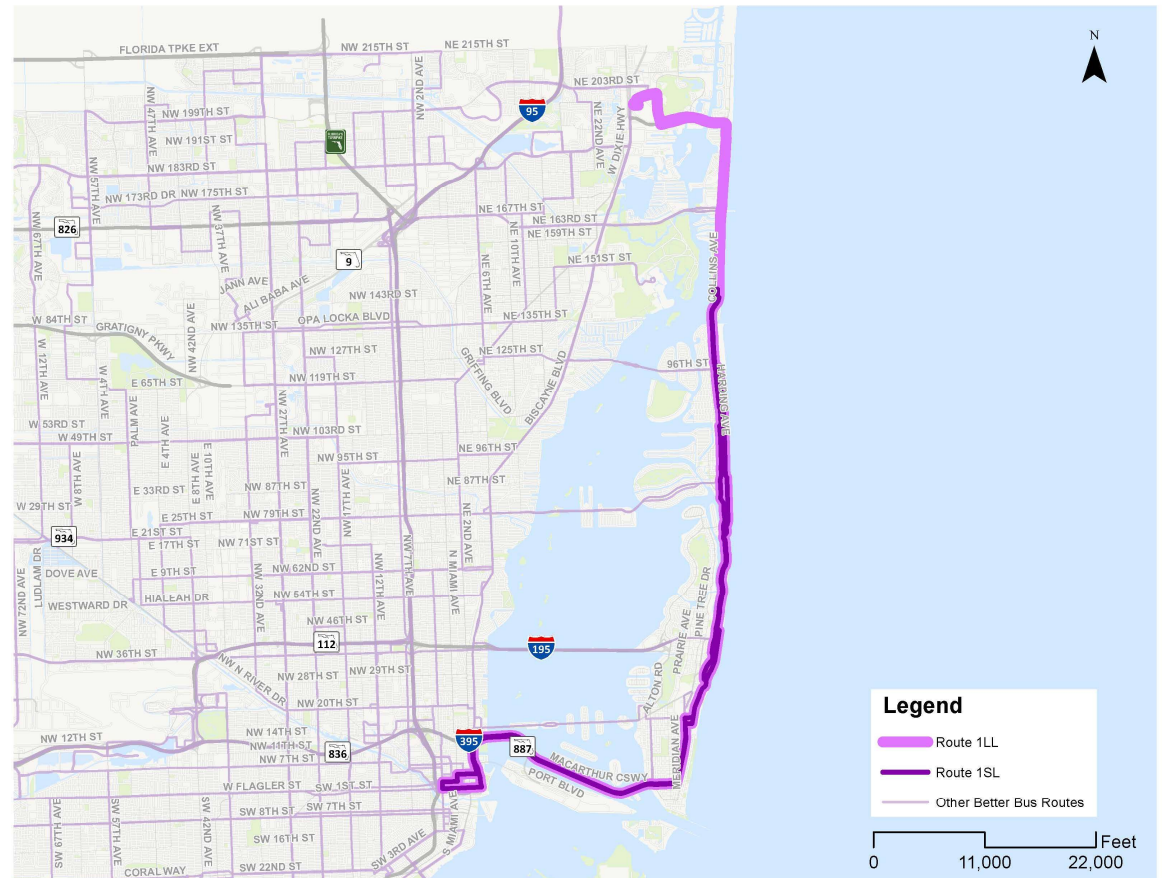 N
FLORIDA TPKE EXT
NW 215TH ST
NE 215TH ST
NW 2ND AVE
NE 203RD ST
95
NW 47TH AVE
NW 199TH ST
NE 22ND AVE
W DIXIE HWY
NW 191ST ST
NW 57TH AVE
NW 183RD ST
NW 173RD DR
NW 175TH ST
NW 67TH AVE
826
NW 37TH AVE
NE 167TH ST
NE 163RD ST
NE 159TH ST
NE 10TH AVE
9
NE 6TH AVE
NE 151ST ST
COLLINS AVE
JANN AVE
ALI BABA AVE
NW 143RD ST
W 84TH ST
GRATIGNY PKWY
NW 42ND AVE
NW 135TH ST
OPA LOCKA BLVD
NE 135TH ST
W 12TH AVE
NW 127TH ST
NE 125TH ST
GRIFFING BLVD
BISCAYNE BLVD
96TH ST
HARDING AVE
W 4TH AVE
E 65TH ST
NW 119TH ST
PALM AVE
NW 27TH AVE
W 53RD ST
W 49TH ST
E 4TH AVE
NW 103RD ST
NE 96TH ST
E 10TH AVE
E 8TH AVE
W 8TH AVE
NW 95TH ST
NW 17TH AVE
E 33RD ST
NW 87TH ST
NE 87TH ST
W 29TH ST
E 25TH ST
NW 79TH ST
NW 22ND AVE
NE 2ND AVE
934
E 21ST ST
E 17TH ST
NW 71ST ST
LUDLAM DR
NW 72ND AVE
DOVE AVE
E 9TH ST
NW 62ND ST
NW 12TH AVE
NW 7TH AVE
N MIAMI AVE
WESTWARD DR
HIALEAH DR
NW 32ND AVE
NW 54TH ST
PINE TREE DR
PRAIRIE AVE
NW 46TH ST
112
195
NW 36TH ST
NW N RIVER DR
NW 28TH ST
NW 29TH ST
ALTON RD
NW 20TH ST
NW 12TH ST
NW 14TH ST
NW 11TH ST
NW 7TH ST
836
395
887
MACARTHUR CSWY
PORT BLVD
MERIDIAN AVE
W FLAGLER ST
SW 1ST ST
SW 8TH ST
SW 7TH ST
S MIAMI AVE
SW 67TH AVE
SW 57TH AVE
SW 42ND AVE
SW 16TH ST
SW 3RD AVE
CORAL WAY
SW 22ND ST
Legend
Route 1LL
Route 1SL
Other Better Bus Routes
Feet
0 11,000 22,000